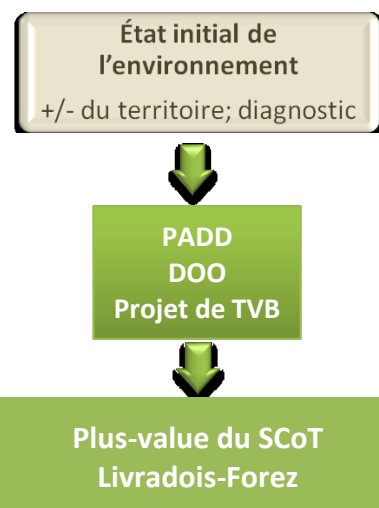 État initial de
l’environnement
+/- du territoire; diagnostic
PADD
DOO
Projet de TVB
Plus-value du SCoT
Livradois-Forez